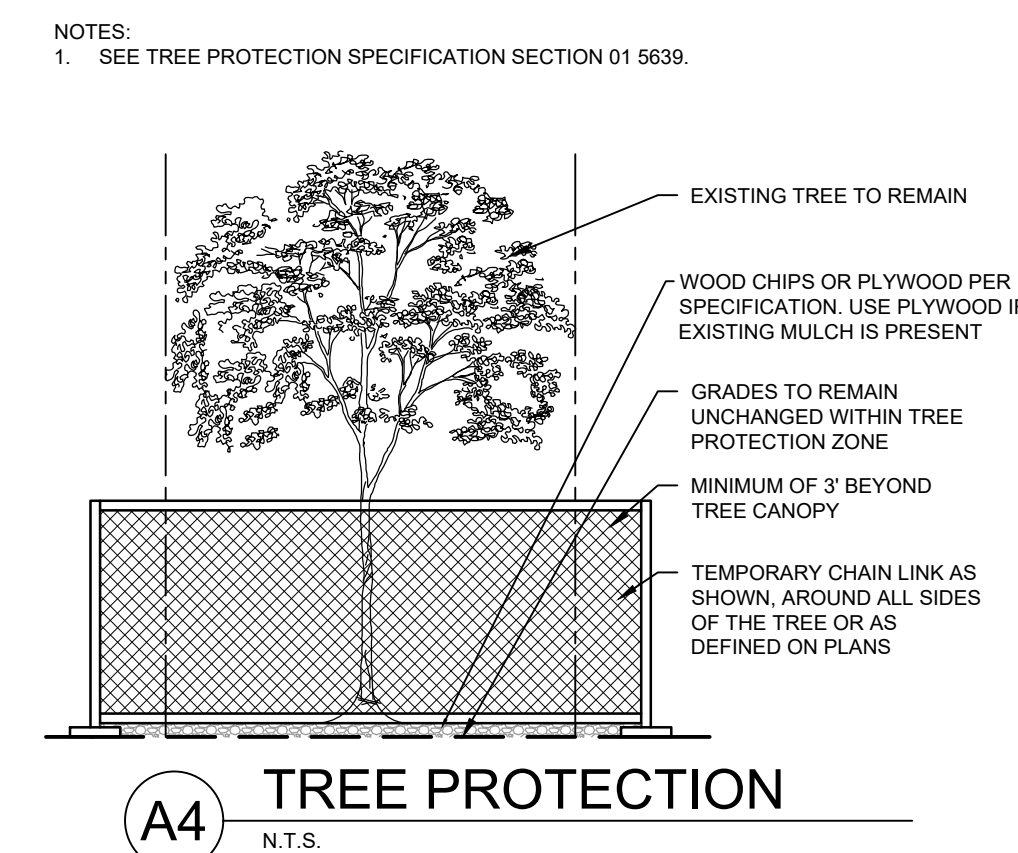 NOTES:
1. SEE TREE PROTECTION SPECIFICATION SECTION 01 5639.
EXISTING TREE TO REMAIN
WOOD CHIPS OR PLYWOOD PER
SPECIFICATION. USE PLYWOOD
EXISTING MULCH IS PRESENT
GRADES TO REMAIN
UNCHANGED WITHIN TREE
PROTECTION ZONE
MINIMUM OF 3' BEYOND
TREE CANOPY
TEMPORARY CHAIN LINK AS
SHOWN, AROUND ALL SIDES
OF THE TREE OR AS
DEFINED ON PLANS
A4
TREE PROTECTION
N.T.S.